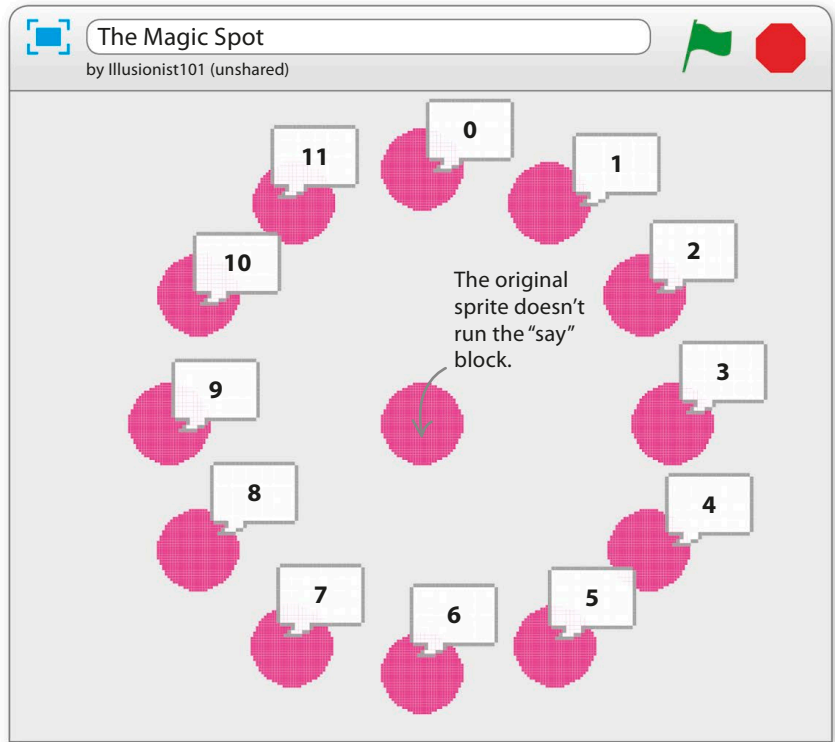 The Magic Spot
by Illusionist101 (unshared)
0
11
1
2
10
The original
sprite doesn’t
run the “say”
block.
3
9
8
4
7
5
6